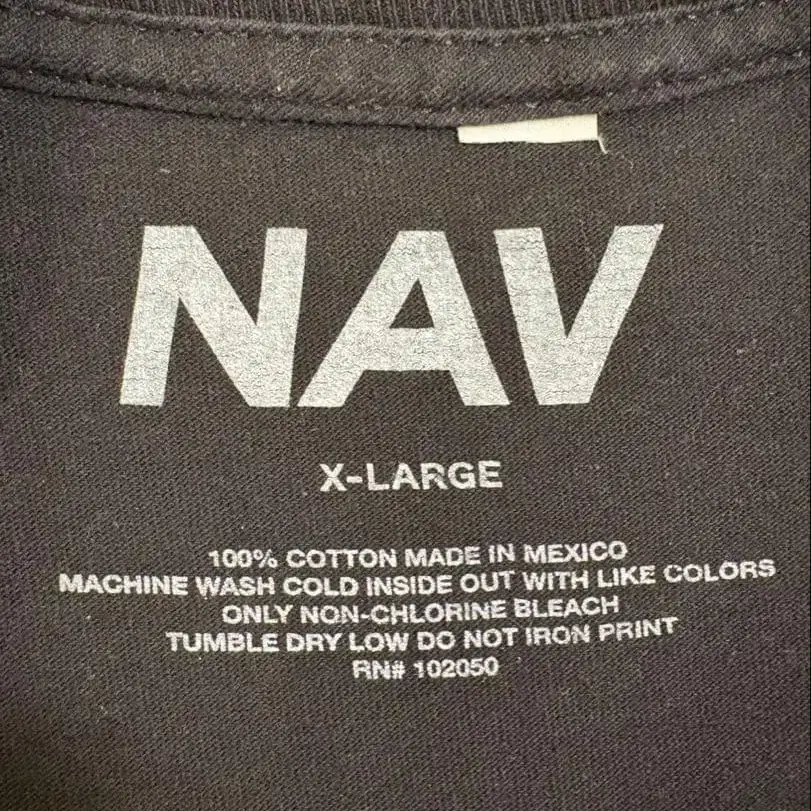 NAV
X-LARGE
100% COTTON MADE IN MEXICO
MACHINE WASH COLD INSIDE OUT WITH LIKE COLORS
ONLY NON-CHLORINE BLEACH
TUMBLE DRY LOW DO NOT IRON PRINT
RN# 102050